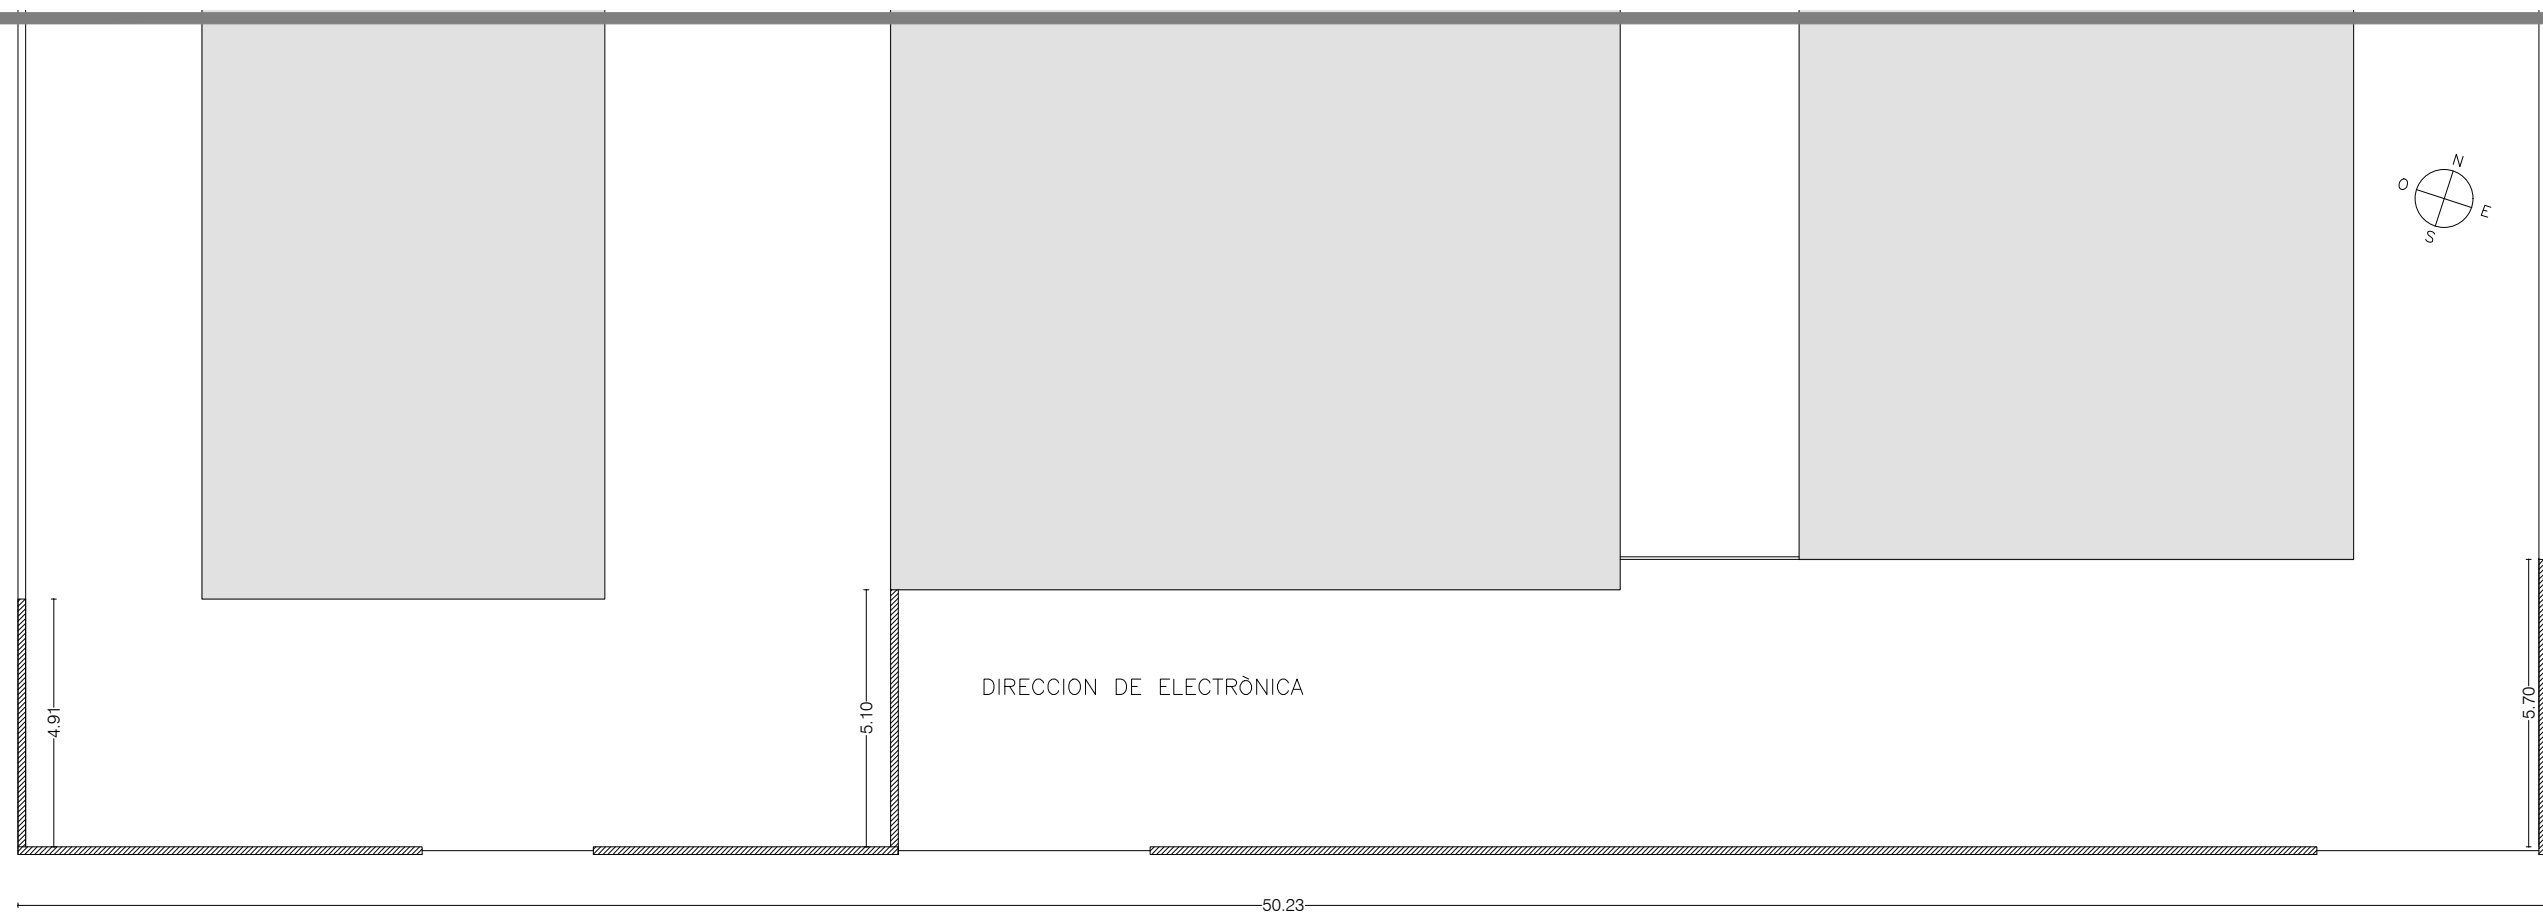 N
O
E
S
DIRECCION DE ELECTRÒNICA
4.91
5.10
5.70
50.23